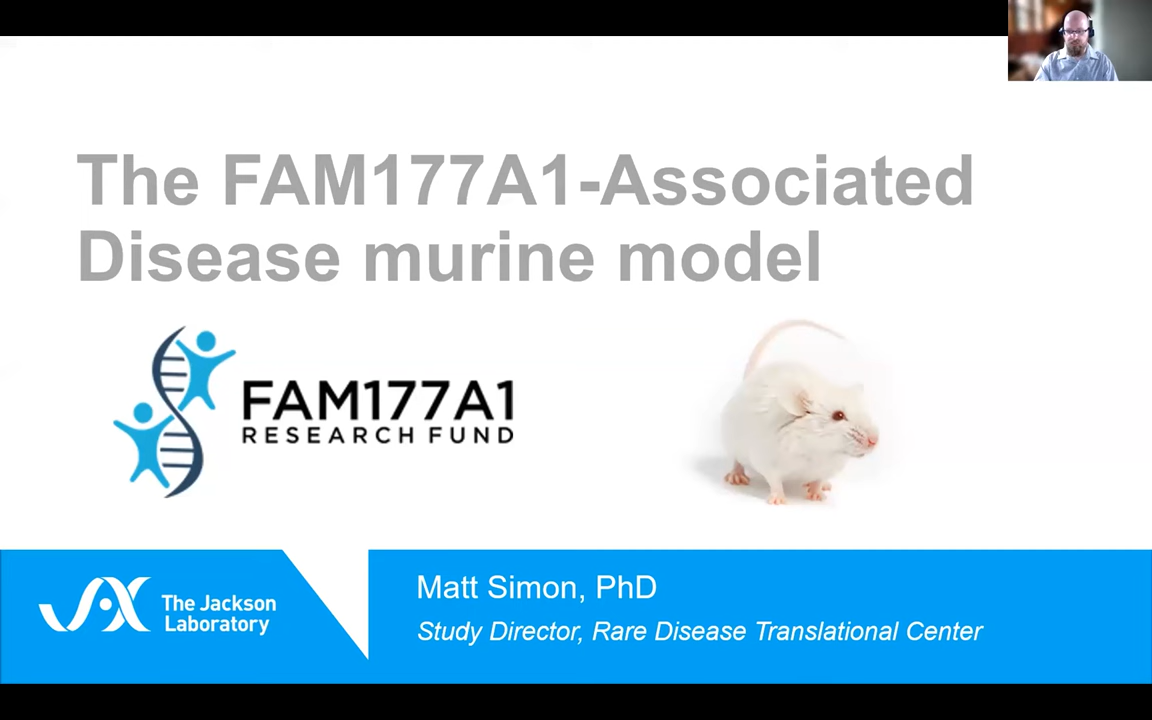 The FAM177A1-Associated
Disease murine model
FAM177A1
RESEARCH FUND
JAX
The Jackson
Laboratory
Matt Simon, PhD
Study Director, Rare Disease Translational Center